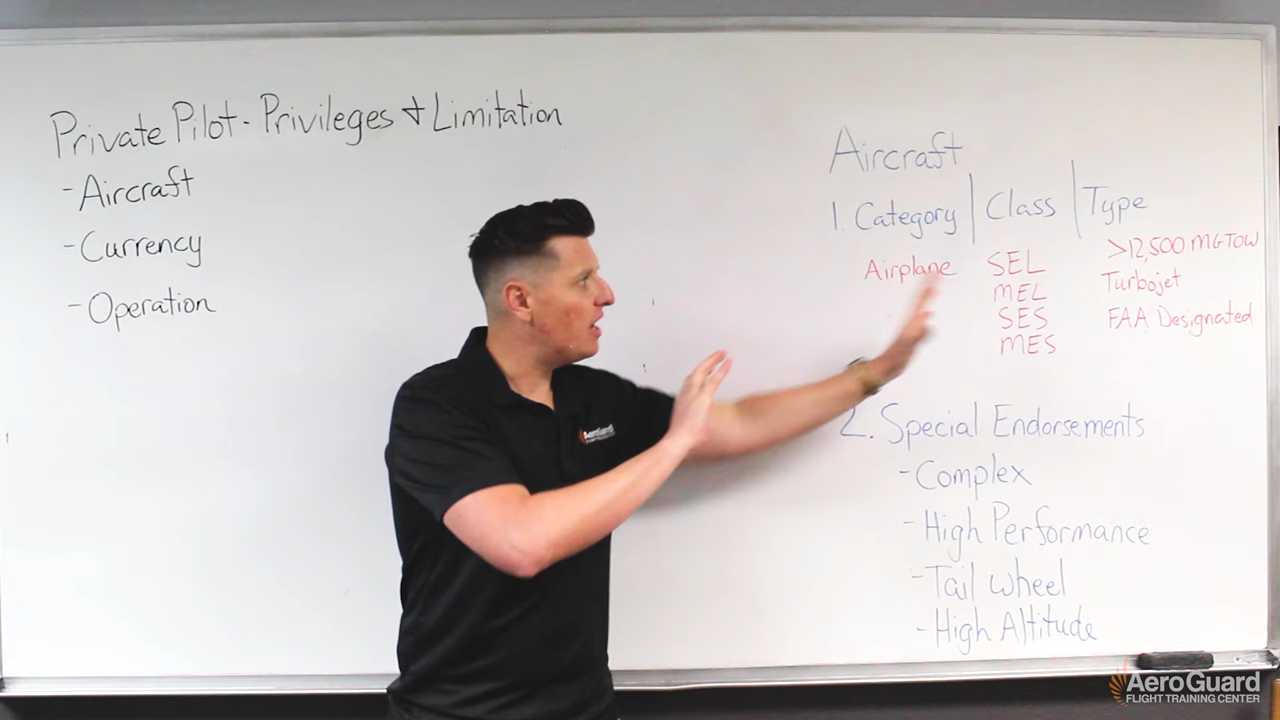 Private Pilot - Privileges & Limitation
- Aircraft
- Currency
- Operation
Aircraft
1. Category | Class | Type
Airplane SEL >12,500 MGTOW
MEL Turbojet
SES FAA Designated
MES
2. Special Endorsements
- Complex
- High Performance
- Tail wheel
- High Altitude
AeroGuard
FLIGHT TRAINING CENTER
AeroGuard